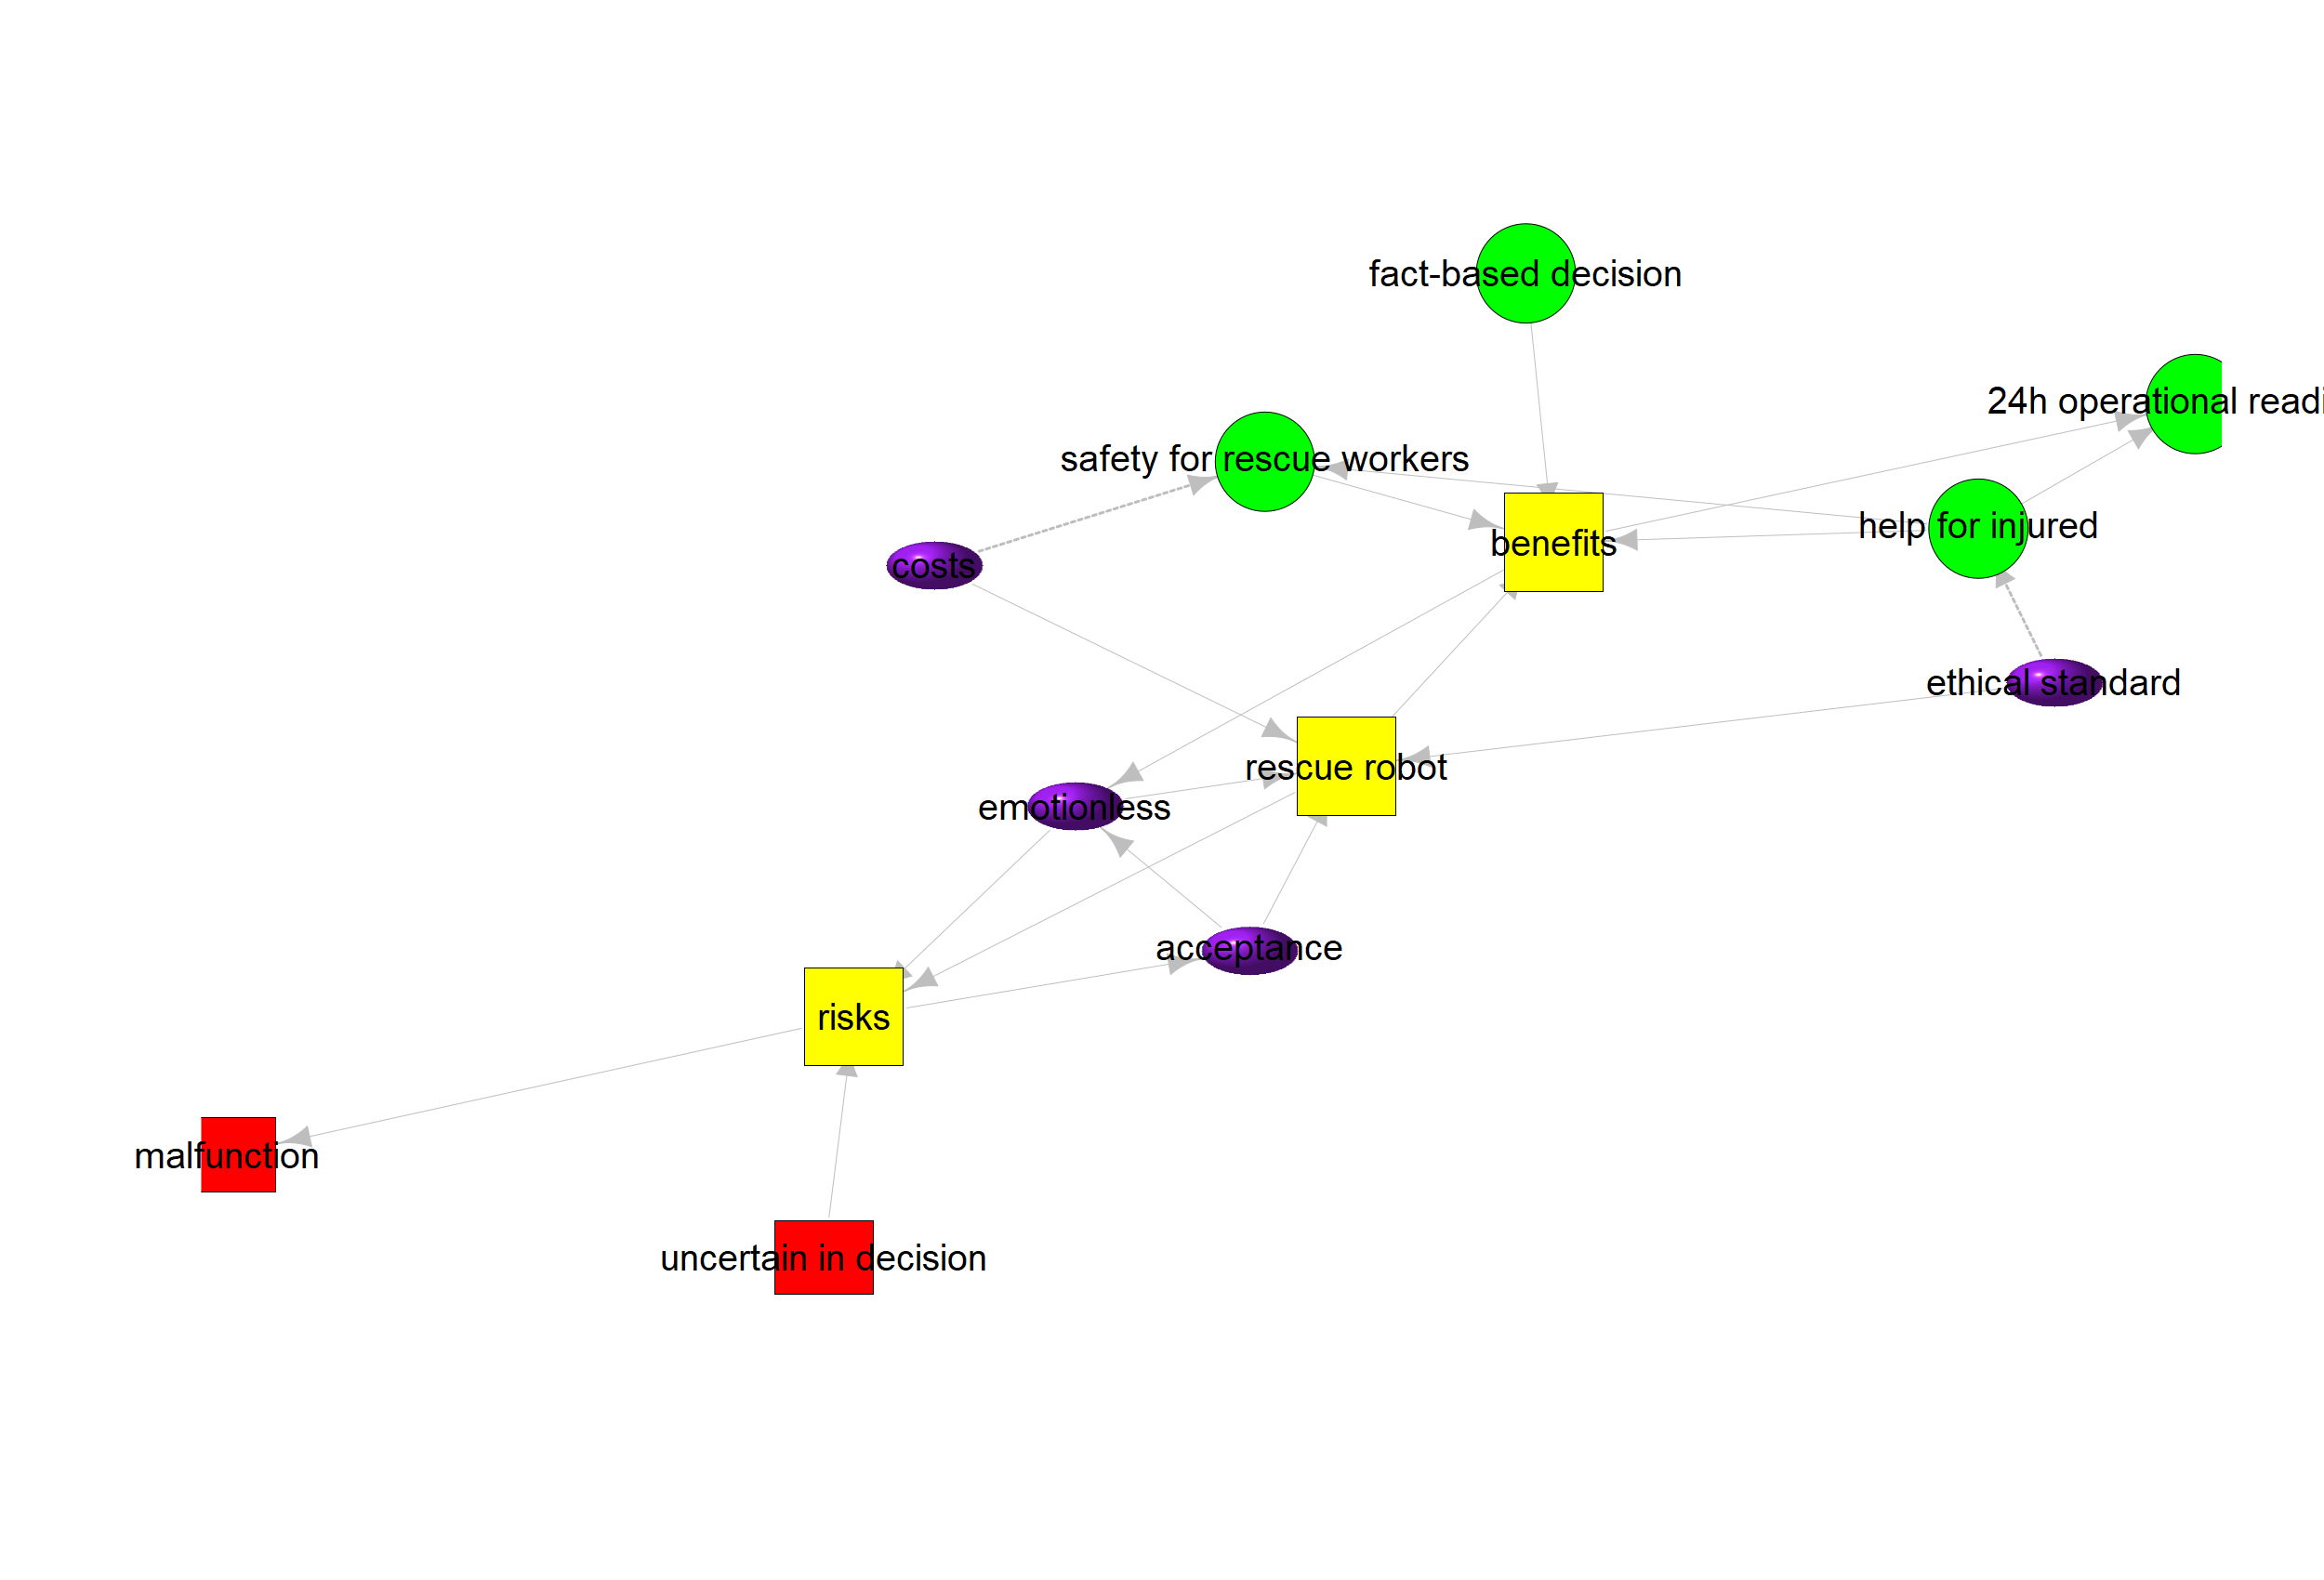 fact-based decision
24h operational readi
safety for rescue workers
help for injured
benefits
costs
ethical standard
rescue robot
emotionless
acceptance
risks
malfunction
uncertain in decision